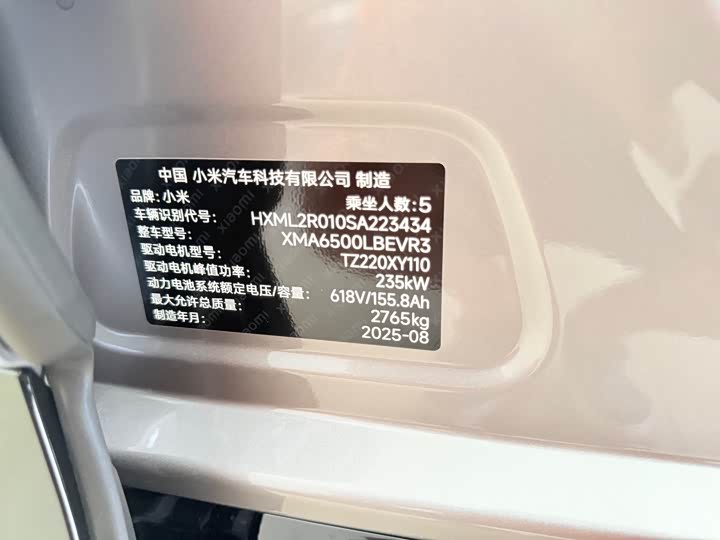 中国 小米汽车科技有限公司 制造
品牌: 小米 乘坐人数: 5
车辆识别代号: HXML2R010SA223434
整车型号: XMA6500LBEVR3
驱动电机型号: TZ220XY110
驱动电机峰值功率: 235kW
动力电池系统额定电压/容量: 618V/155.8Ah
最大允许总质量: 2765kg
制造年月: 2025-08